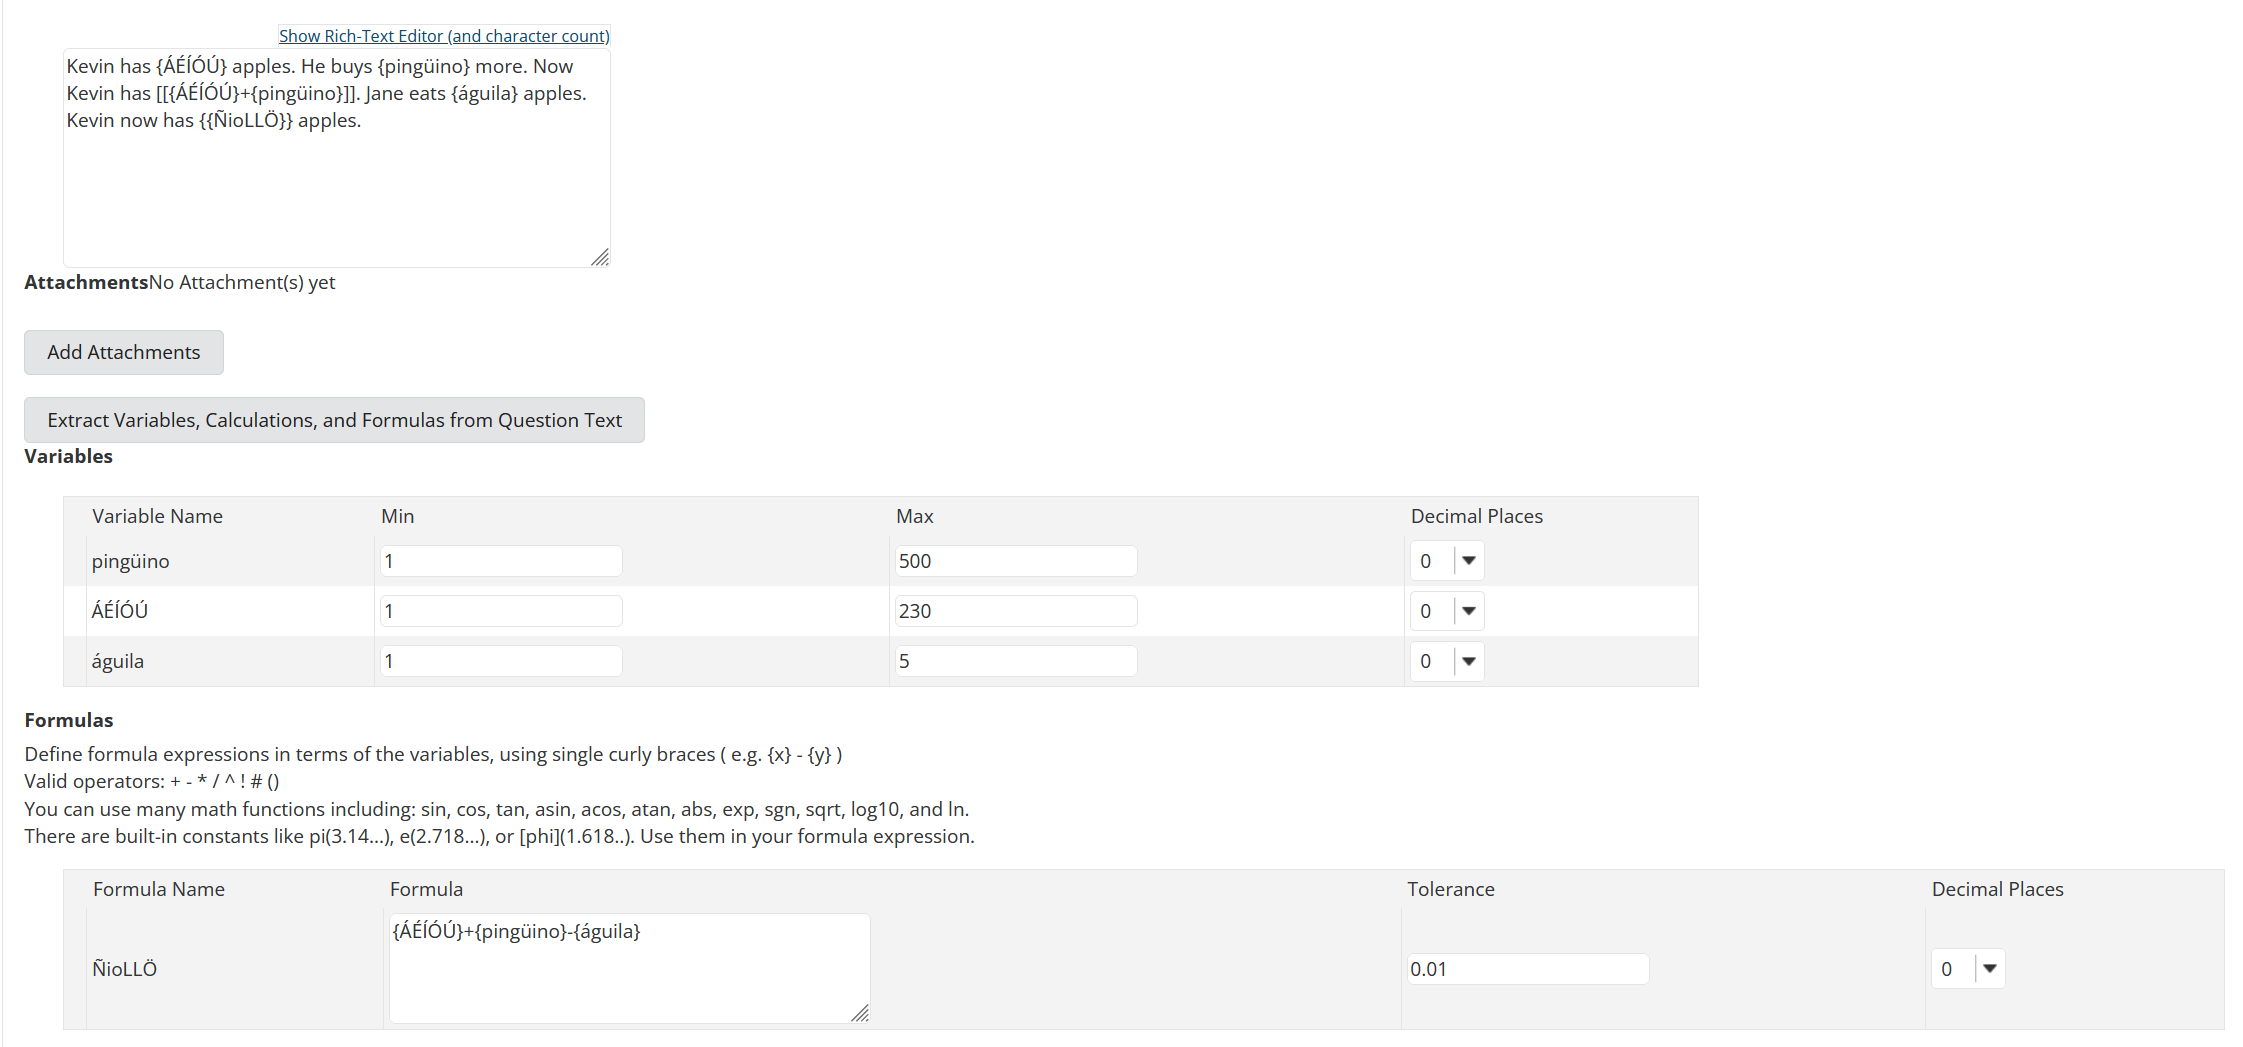 Show Rich-Text Editor (and character count)
Kevin has {ÁÉÍÓÚ} apples. He buys {pingüino} more. Now
Kevin has [[{ÁÉÍÓÚ}+{pingüino}]]. Jane eats {águila} apples.
Kevin now has {{ÑioLLÖ}} apples.
AttachmentsNo Attachment(s) yet
Add Attachments
Extract Variables, Calculations, and Formulas from Question Text
Variables
Variable Name Min Max Decimal Places
pingüino 1 500 0
ÁÉÍÓÚ 1 230 0
águila 1 5 0
Formulas
Define formula expressions in terms of the variables, using single curly braces ( e.g. {x} - {y} )
Valid operators: + - * / ^ ! # ()
You can use many math functions including: sin, cos, tan, asin, acos, atan, abs, exp, sgn, sqrt, log10, and ln.
There are built-in constants like pi(3.14...), e(2.718...), or [phi](1.618..). Use them in your formula expression.
Formula Name Formula Tolerance Decimal Places
{ÁÉÍÓÚ}+{pingüino}-{águila}
ÑioLLÖ 0.01 0